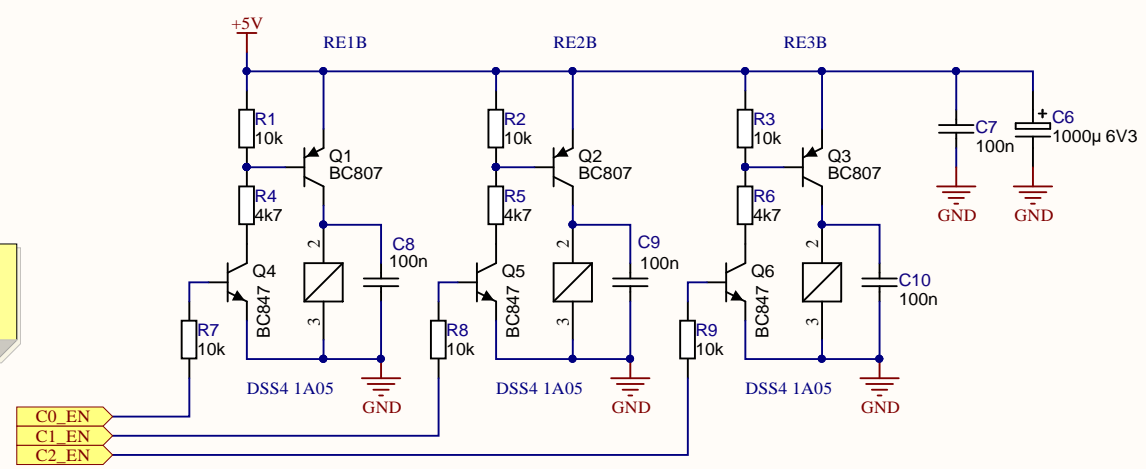 +5V
RE1B
RE2B
RE3B
R1
10k
R2
10k
R3
10k
C7
100n
+
C6
1000µ 6V3
Q1
BC807
Q2
BC807
Q3
BC807
R4
4k7
R5
4k7
R6
4k7
GND
GND
2
C8
100n
2
C9
100n
2
C10
100n
Q4
BC847
Q5
BC847
Q6
BC847
3
3
3
R7
10k
R8
10k
R9
10k
DSS4 1A05
DSS4 1A05
DSS4 1A05
GND
GND
GND
C0_EN
C1_EN
C2_EN